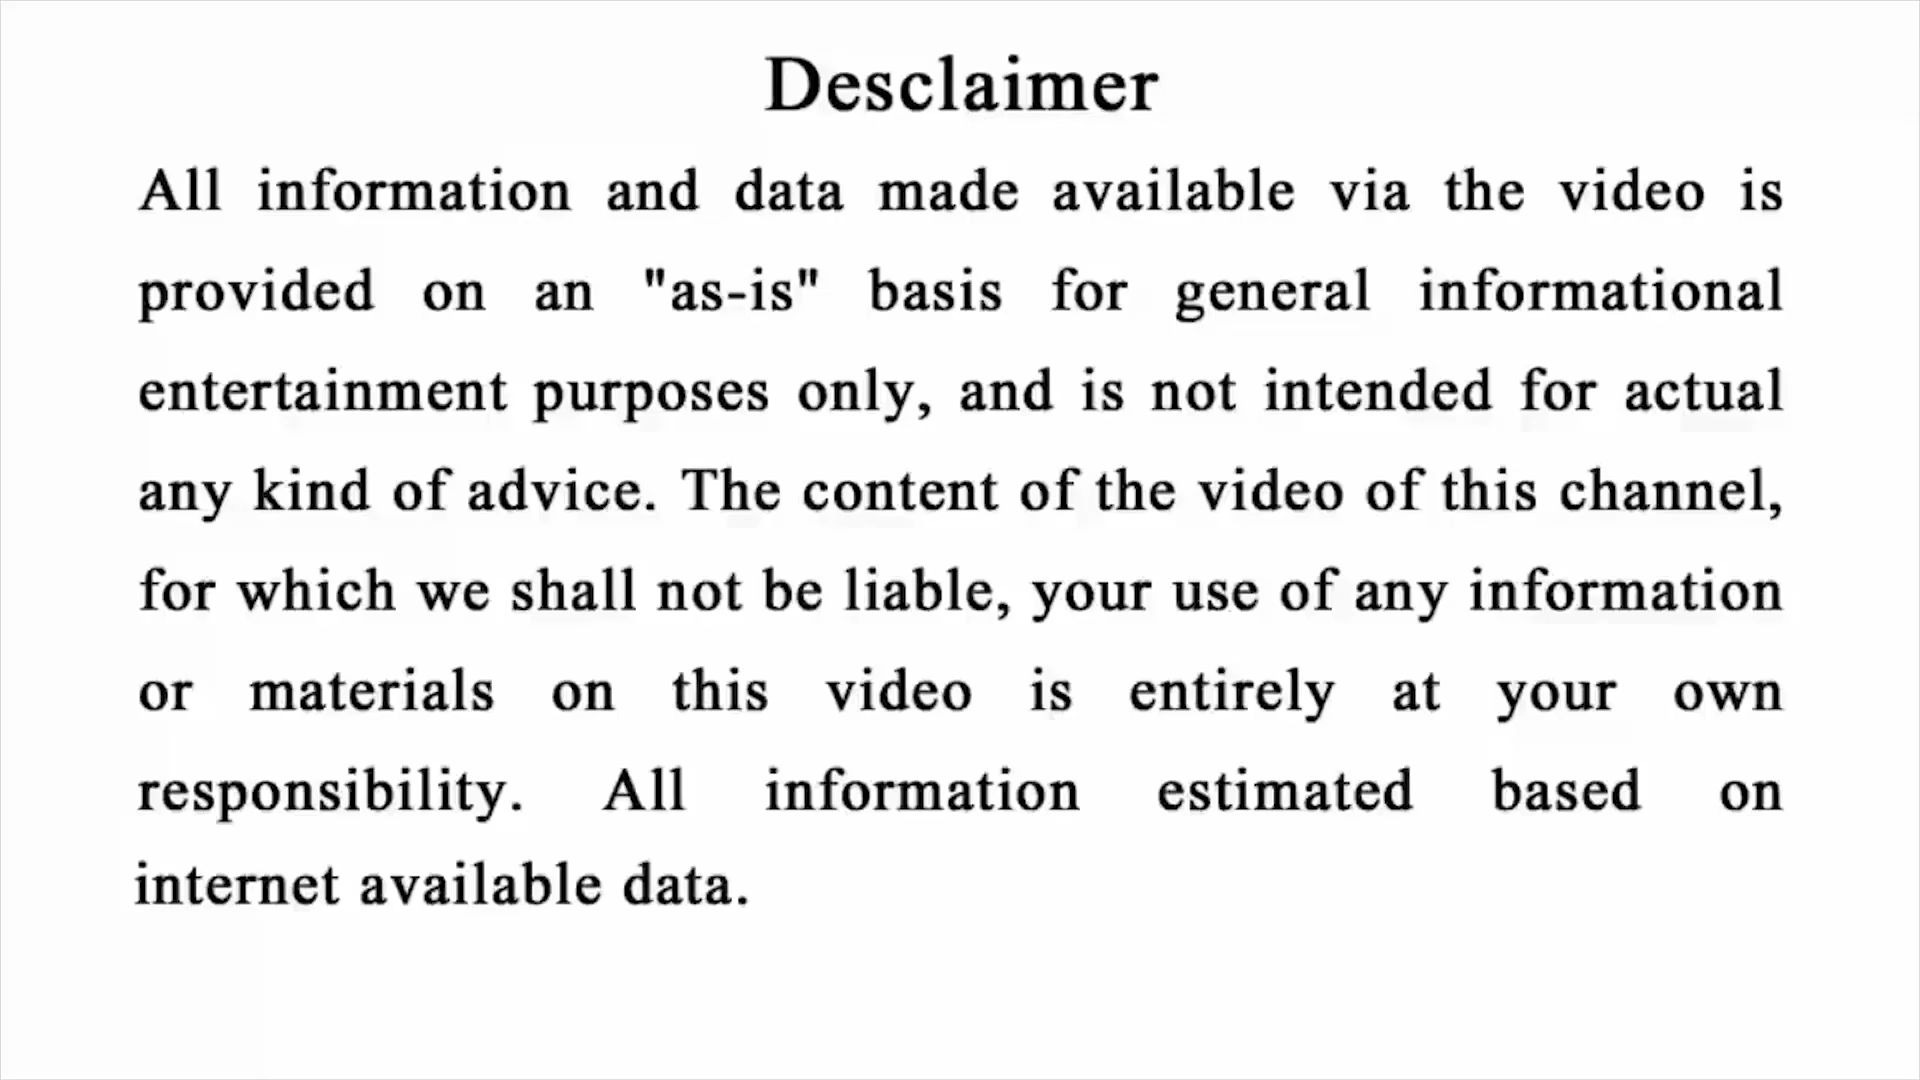 Desclaimer
All information and data made available via the video is
provided on an "as-is" basis for general informational
entertainment purposes only, and is not intended for actual
any kind of advice. The content of the video of this channel,
for which we shall not be liable, your use of any information
or materials on this video is entirely at your own
responsibility. All information estimated based on
internet available data.